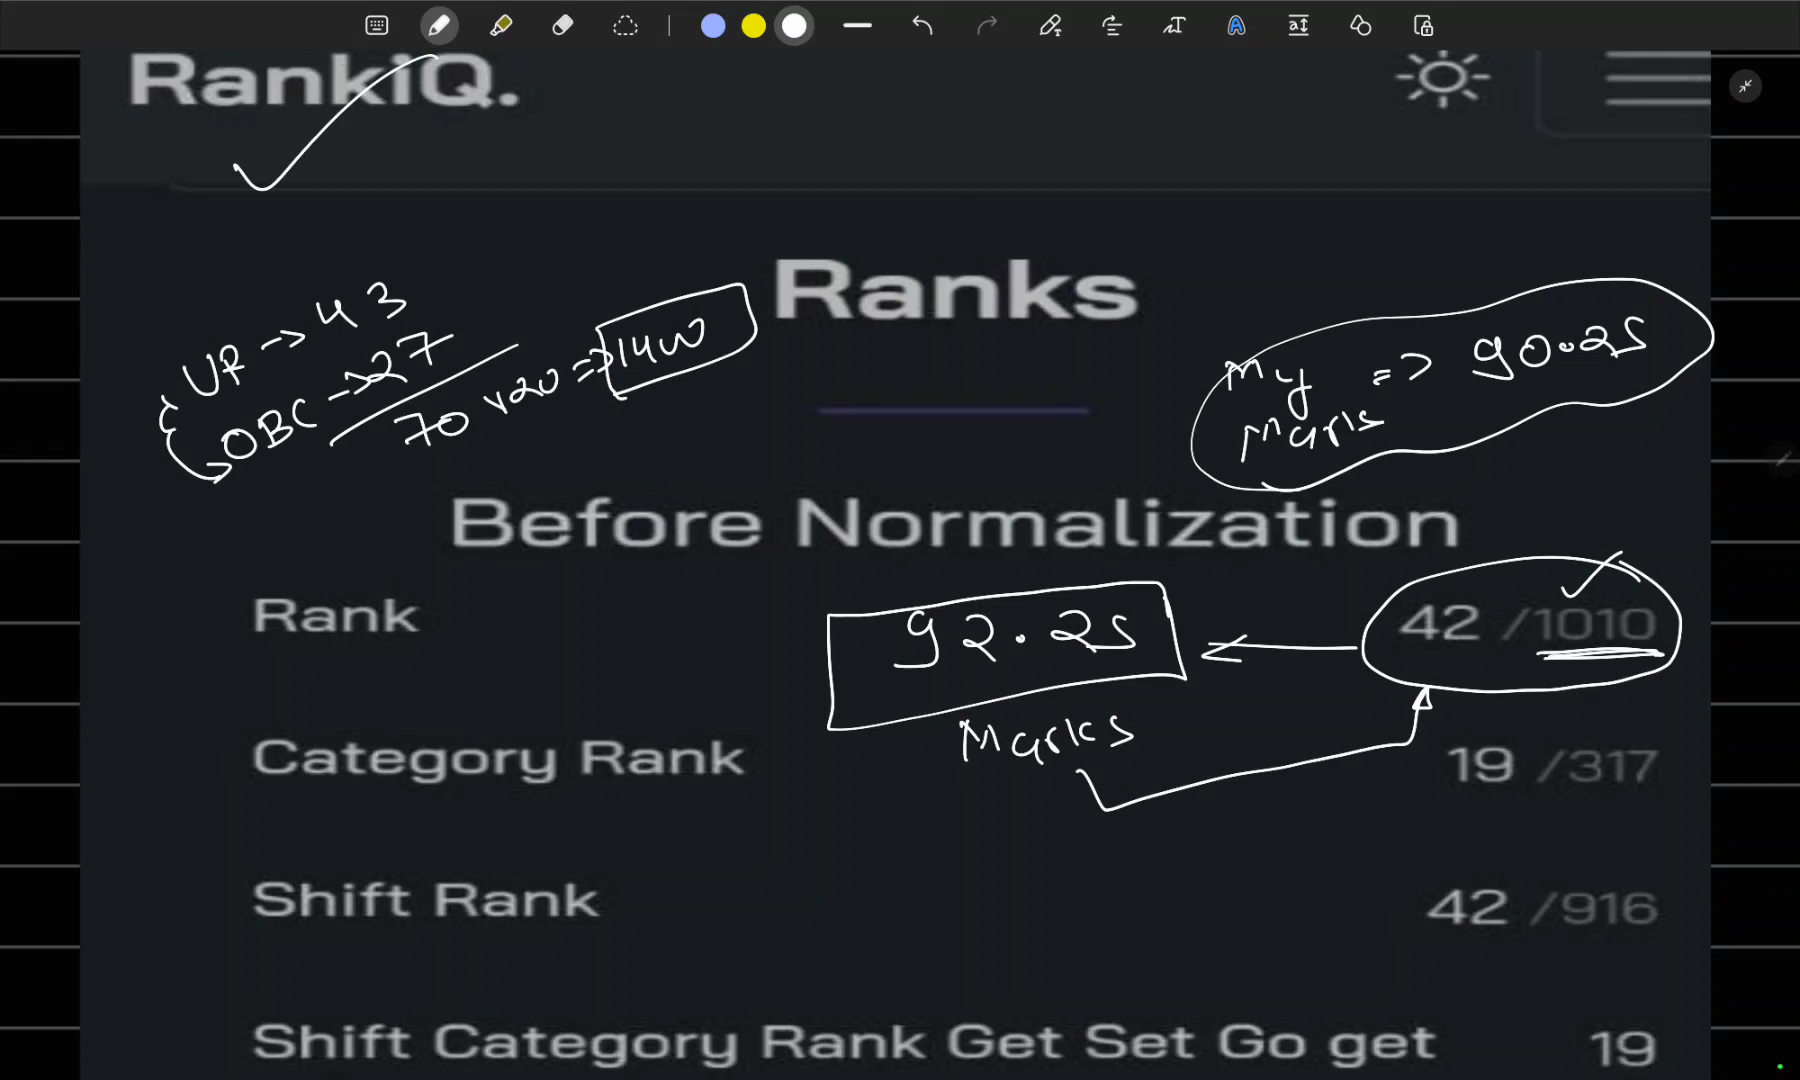 RankiQ.
Ranks
UR -> 43
OBC -> 27
70 x 20 => 1400
My Marks => 90.25
Before Normalization
Rank 42 /1010
92.25
Marks
Category Rank 19 /317
Shift Rank 42 /916
Shift Category Rank Get Set Go get 19